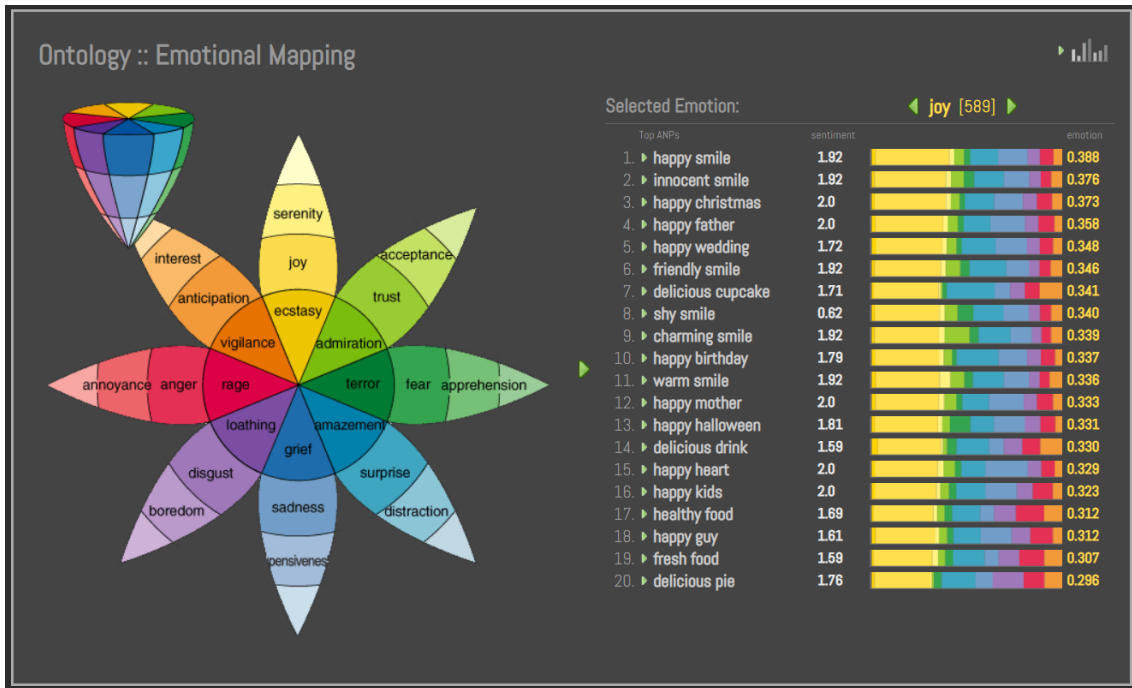 Ontology :: Emotional Mapping
serenity
joy
ecstasy
interest
anticipation
vigilance
acceptance
trust
admiration
annoyance anger rage
terror fear apprehension
loathing
disgust
boredom
grief
sadness
pensiveness
amazement
surprise
distraction
Selected Emotion: joy [589]
Top ANPs sentiment emotion
1. happy smile 1.92 0.388
2. innocent smile 1.92 0.376
3. happy christmas 2.0 0.373
4. happy father 2.0 0.358
5. happy wedding 1.72 0.348
6. friendly smile 1.92 0.346
7. delicious cupcake 1.71 0.341
8. shy smile 0.62 0.340
9. charming smile 1.92 0.339
10. happy birthday 1.79 0.337
11. warm smile 1.92 0.336
12. happy mother 2.0 0.333
13. happy halloween 1.81 0.331
14. delicious drink 1.59 0.330
15. happy heart 2.0 0.329
16. happy kids 2.0 0.323
17. healthy food 1.69 0.312
18. happy guy 1.61 0.312
19. fresh food 1.59 0.307
20. delicious pie 1.76 0.296